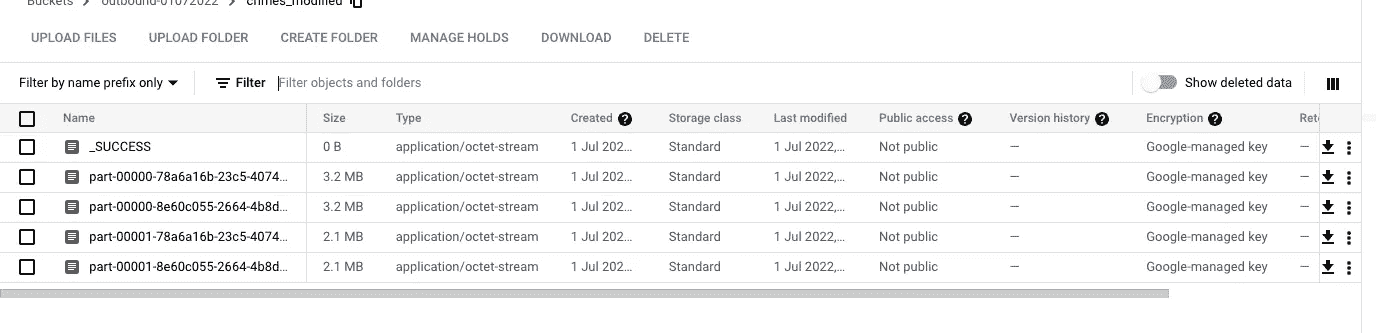 Buckets > outbound-01072022 > crimes_modified
UPLOAD FILES UPLOAD FOLDER CREATE FOLDER MANAGE HOLDS DOWNLOAD DELETE
Filter by name prefix only Filter Filter objects and folders Show deleted data
Name Size Type Created Storage class Last modified Public access Version history Encryption Rete
_SUCCESS 0 B application/octet-stream 1 Jul 202... Standard 1 Jul 2022,... Not public — Google-managed key —
part-00000-78a6a16b-23c5-4074... 3.2 MB application/octet-stream 1 Jul 202... Standard 1 Jul 2022,... Not public — Google-managed key —
part-00000-8e60c055-2664-4b8d... 3.2 MB application/octet-stream 1 Jul 202... Standard 1 Jul 2022,... Not public — Google-managed key —
part-00001-78a6a16b-23c5-4074... 2.1 MB application/octet-stream 1 Jul 202... Standard 1 Jul 2022,... Not public — Google-managed key —
part-00001-8e60c055-2664-4b8d... 2.1 MB application/octet-stream 1 Jul 202... Standard 1 Jul 2022,... Not public — Google-managed key —